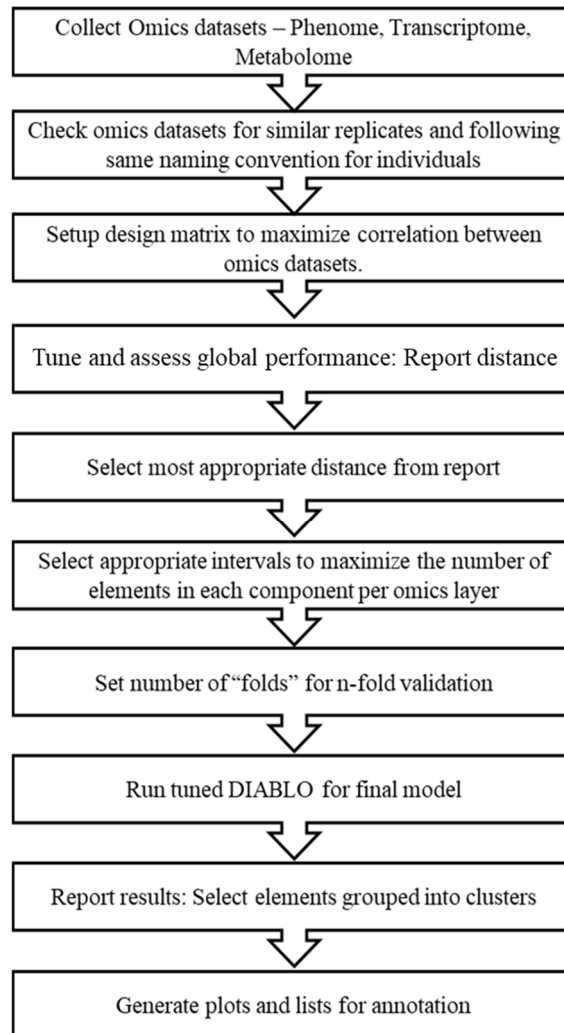 Collect Omics datasets – Phenome, Transcriptome,
Metabolome
Check omics datasets for similar replicates and following
same naming convention for individuals
Setup design matrix to maximize correlation between
omics datasets.
Tune and assess global performance: Report distance
Select most appropriate distance from report
Select appropriate intervals to maximize the number of
elements in each component per omics layer
Set number of “folds” for n-fold validation
Run tuned DIABLO for final model
Report results: Select elements grouped into clusters
Generate plots and lists for annotation